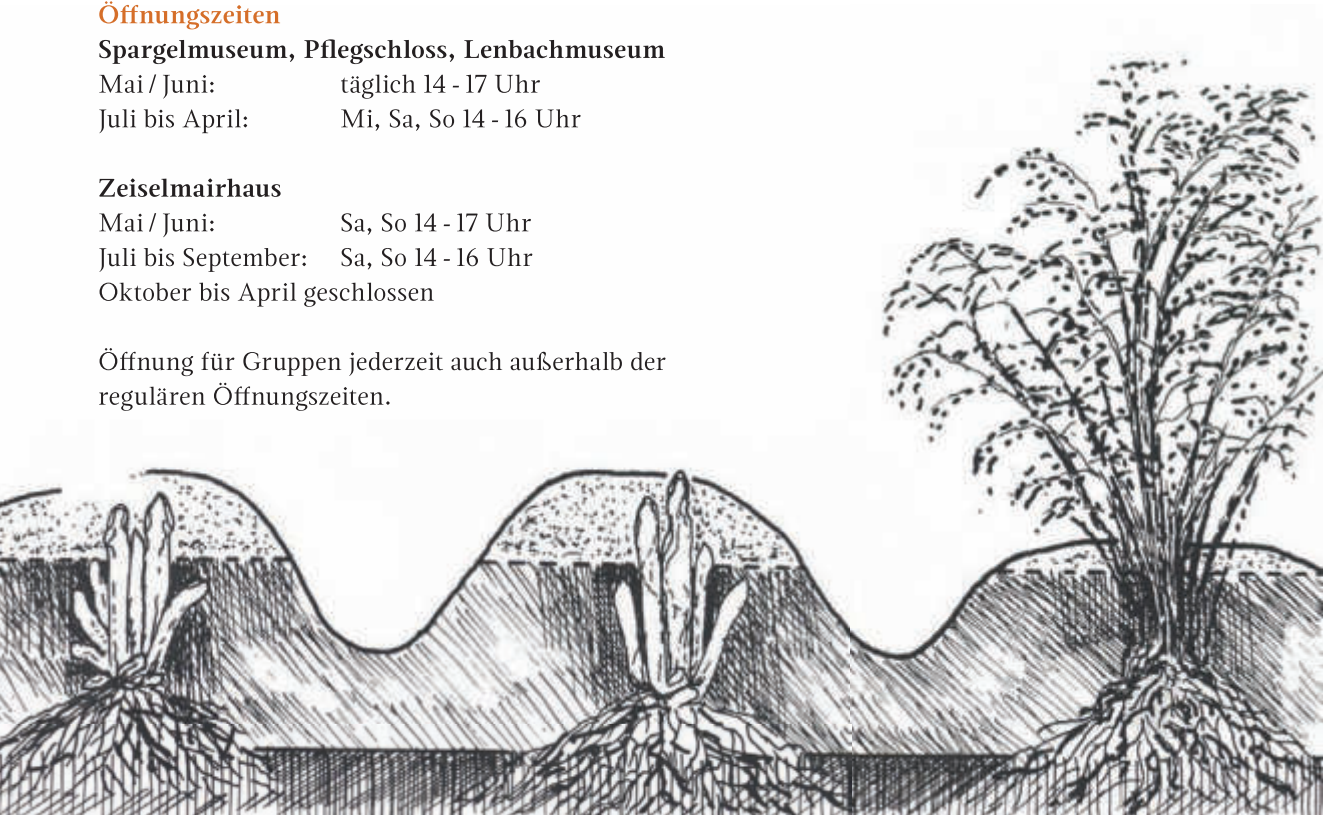 Öffnungszeiten
Spargelmuseum, Pflegschloss, Lenbachmuseum
Mai / Juni: täglich 14 - 17 Uhr
Juli bis April: Mi, Sa, So 14 - 16 Uhr
Zeiselmairhaus
Mai / Juni: Sa, So 14 - 17 Uhr
Juli bis September: Sa, So 14 - 16 Uhr
Oktober bis April geschlossen
Öffnung für Gruppen jederzeit auch außerhalb der
regulären Öffnungszeiten.